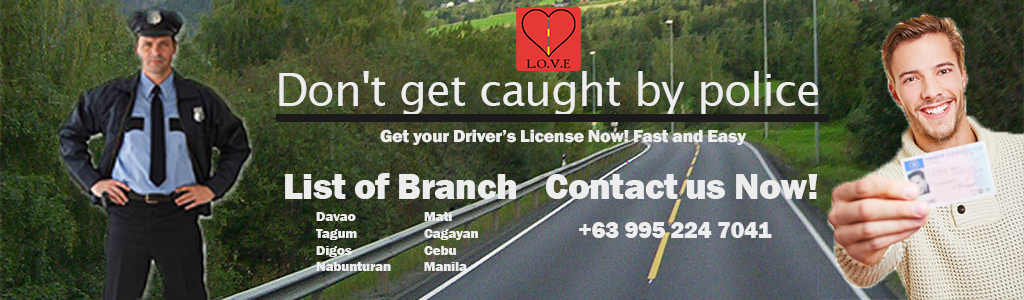 L.O.V.E
Don't get caught by police
Get your Driver's License Now! Fast and Easy
List of Branch
Davao
Tagum
Digos
Nabunturan
Mati
Cagayan
Cebu
Manila
Contact us Now!
+63 995 224 7041